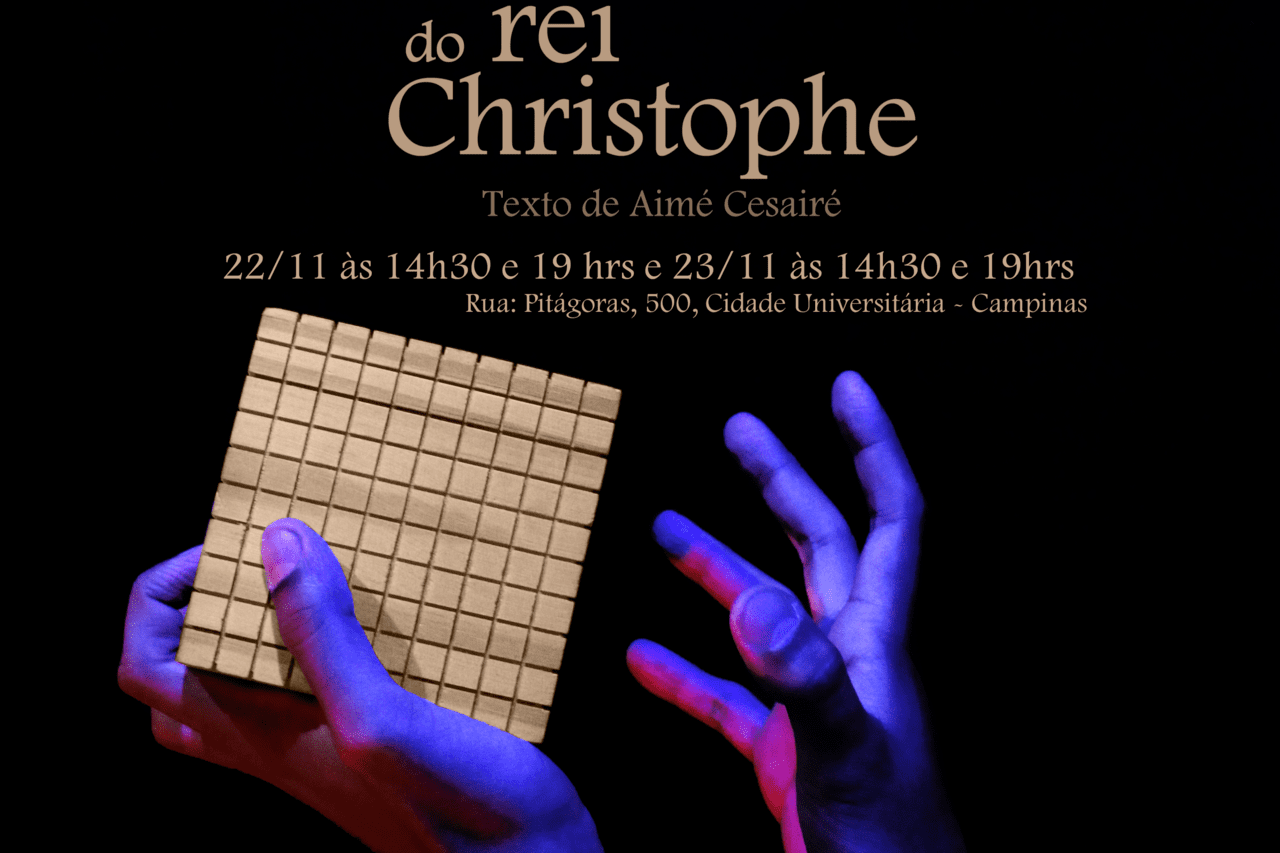 do rei
Christophe
Texto de Aimé Cesairé
22/11 às 14h30 e 19 hrs e 23/11 às 14h30 e 19hrs
Rua: Pitágoras, 500, Cidade Universitária - Campinas